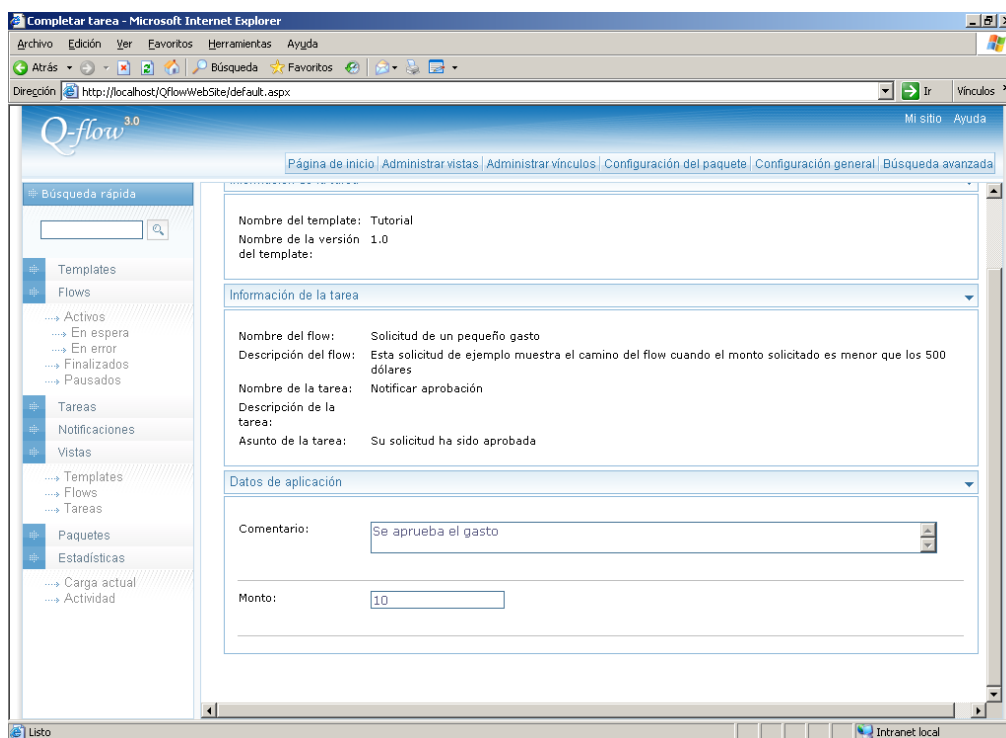 Completar tarea - Microsoft Internet Explorer
Archivo Edición Ver Favoritos Herramientas Ayuda
Atrás Búsqueda Favoritos
Dirección http://localhost/QflowWebSite/default.aspx Ir Vínculos
Q-flow 3.0
Mi sitio Ayuda
Página de inicio Administrar vistas Administrar vínculos Configuración del paquete Configuración general Búsqueda avanzada
Búsqueda rápida
Templates
Flows
Activos
En espera
En error
Finalizados
Pausados
Tareas
Notificaciones
Vistas
Templates
Flows
Tareas
Paquetes
Estadísticas
Carga actual
Actividad
Nombre del template: Tutorial
Nombre de la versión 1.0
del template:
Información de la tarea
Nombre del flow: Solicitud de un pequeño gasto
Descripción del flow: Esta solicitud de ejemplo muestra el camino del flow cuando el monto solicitado es menor que los 500
dólares
Nombre de la tarea: Notificar aprobación
Descripción de la
tarea:
Asunto de la tarea: Su solicitud ha sido aprobada
Datos de aplicación
Comentario: Se aprueba el gasto
Monto: 10
Listo Intranet local